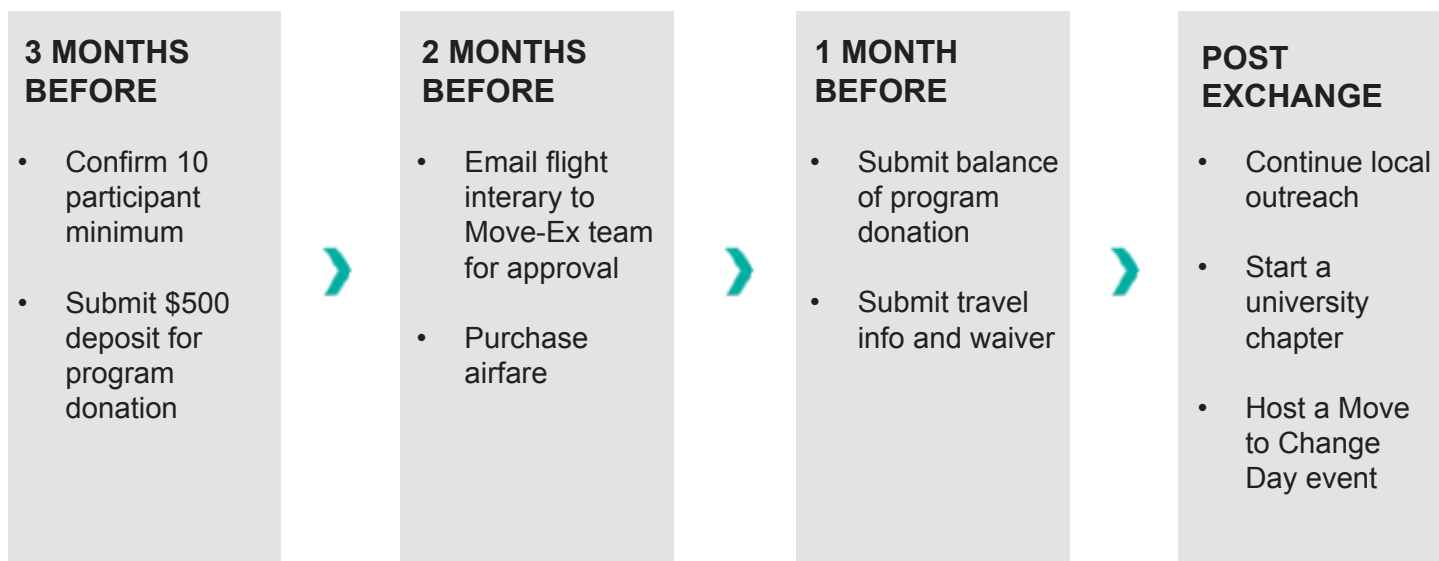 3 MONTHS
BEFORE
• Confirm 10
participant
minimum
• Submit $500
deposit for
program
donation
2 MONTHS
BEFORE
• Email flight
interary to
Move-Ex team
for approval
• Purchase
airfare
1 MONTH
BEFORE
• Submit balance
of program
donation
• Submit travel
info and waiver
POST
EXCHANGE
• Continue local
outreach
• Start a
university
chapter
• Host a Move
to Change
Day event